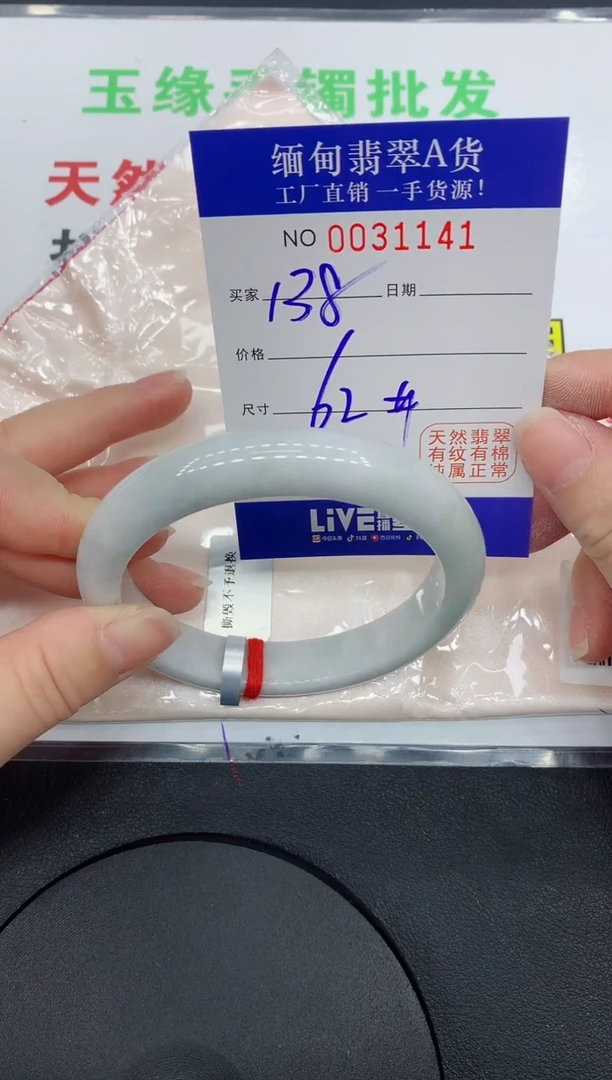 玉缘手镯批发
天然
缅甸翡翠A货
工厂直销 一手货源!
NO 0031141
买家 138 日期
价格
尺寸 62#
天然翡翠
有纹有棉
纯属正常
LIVE
撕毁不予退换